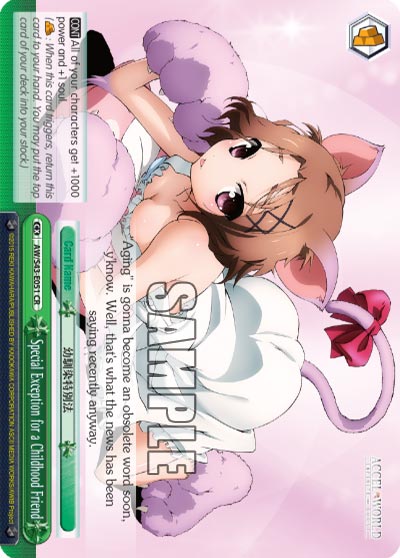 CONT All of your characters get +1000
power and +1 soul.
( : When this card triggers, return this
card to your hand. You may put the top
card of your deck into your stock.)
"Aging" is gonna become an obsolete word soon,
y'know. Well, that's what the news has been
saying recently anyway.
SAMPLE
ACCEL WORLD
Card Name
幼馴染特別法
CX
AW/S43-E051 CR
Special Exception for a Childhood Friend